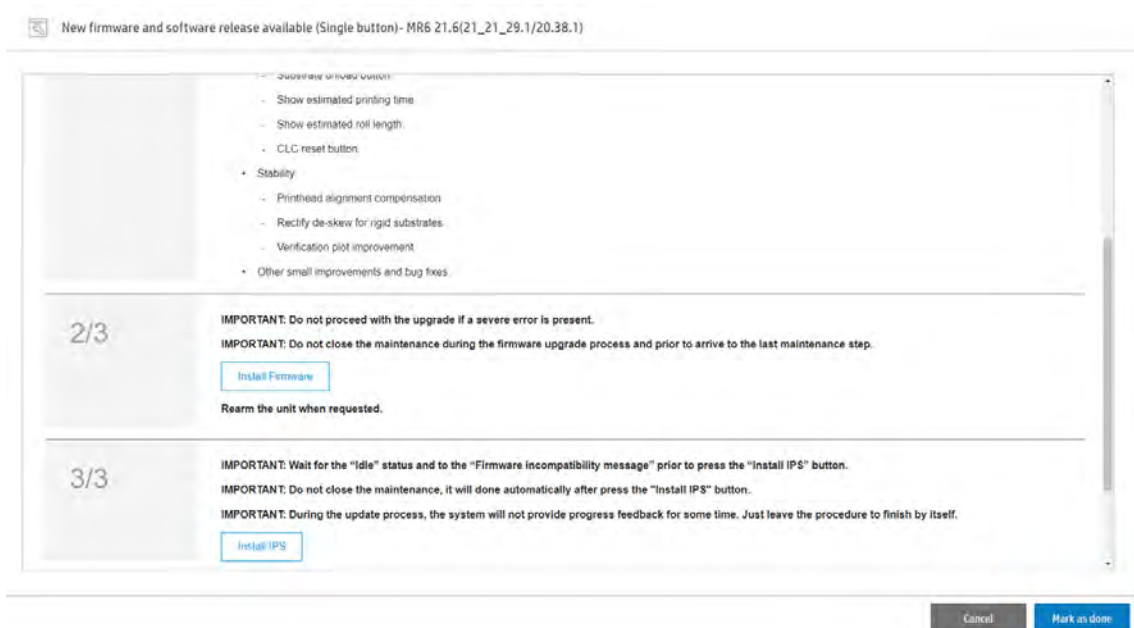 New firmware and software release available (Single button)- MR6 21.6(21_21_29.1/20.38.1)
- Substrate unload button
- Show estimated printing time
- Show estimated roll length
- CLC reset button
• Stability
- Printhead alignment compensation
- Rectify de-skew for rigid substrates
- Verification plot improvement
• Other small improvements and bug fixes
2/3
IMPORTANT: Do not proceed with the upgrade if a severe error is present.
IMPORTANT: Do not close the maintenance during the firmware upgrade process and prior to arrive to the last maintenance step.
Install Firmware
Rearm the unit when requested.
3/3
IMPORTANT: Wait for the “Idle” status and to the “Firmware incompatibility message” prior to press the “Install IPS” button.
IMPORTANT: Do not close the maintenance, it will done automatically after press the "Install IPS" button.
IMPORTANT: During the update process, the system will not provide progress feedback for some time. Just leave the procedure to finish by itself.
Install IPS
Cancel
Mark as done